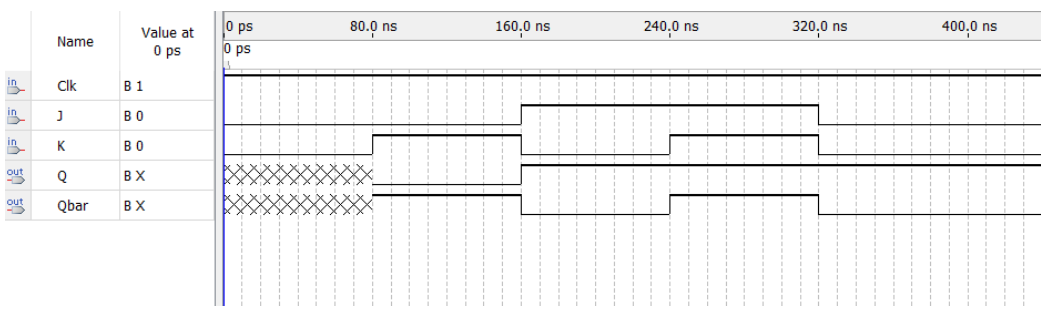 Name
Value at
0 ps
0 ps
80.0 ns
160.0 ns
240.0 ns
320.0 ns
400.0 ns
0 ps
in
Clk
B 1
in
J
B 0
in
K
B 0
out
Q
B X
out
Qbar
B X